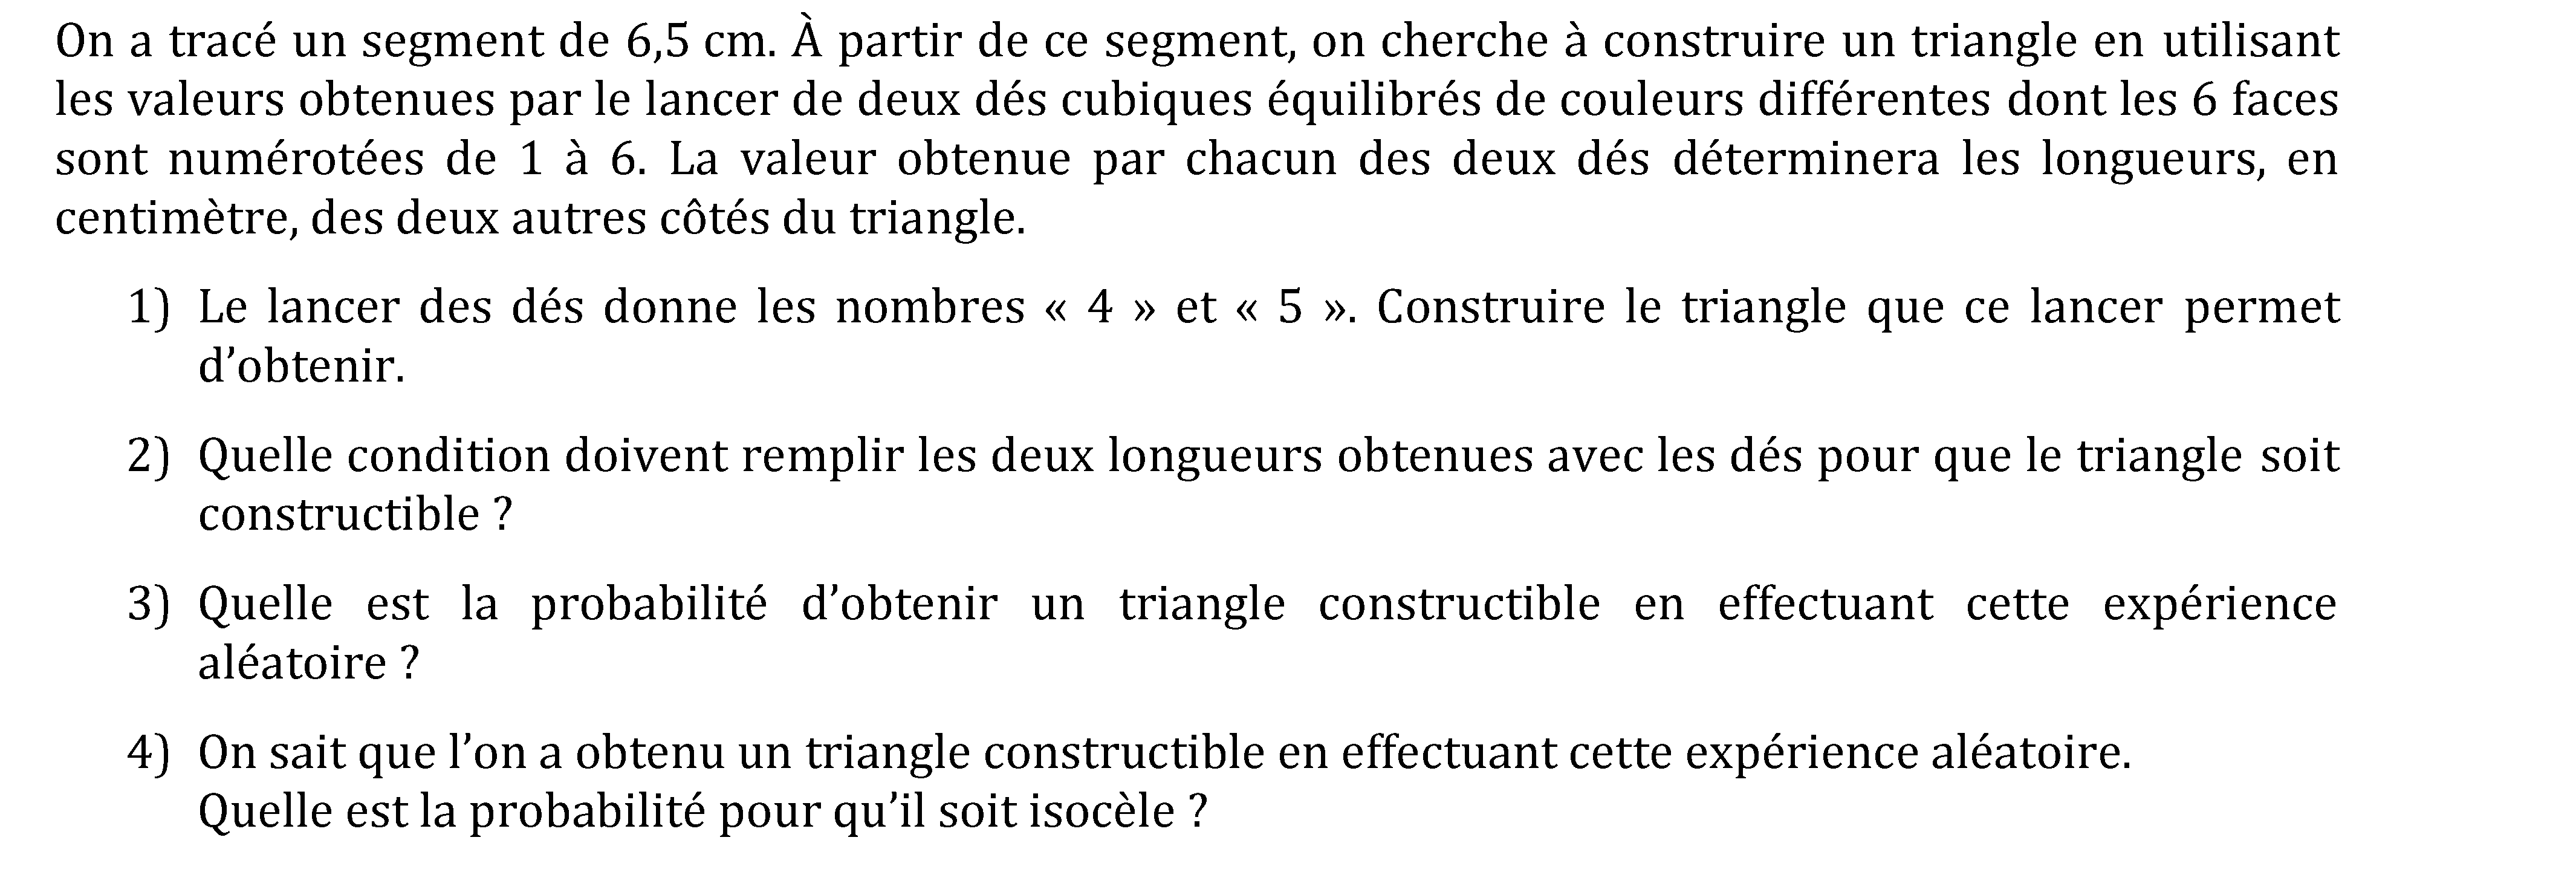 On a tracé un segment de 6,5 cm. À partir de ce segment, on cherche à construire un triangle en utilisant
les valeurs obtenues par le lancer de deux dés cubiques équilibrés de couleurs différentes dont les 6 faces
sont numérotées de 1 à 6. La valeur obtenue par chacun des deux dés déterminera les longueurs, en
centimètre, des deux autres côtés du triangle.
1) Le lancer des dés donne les nombres « 4 » et « 5 ». Construire le triangle que ce lancer permet
d’obtenir.
2) Quelle condition doivent remplir les deux longueurs obtenues avec les dés pour que le triangle soit
constructible ?
3) Quelle est la probabilité d’obtenir un triangle constructible en effectuant cette expérience
aléatoire ?
4) On sait que l’on a obtenu un triangle constructible en effectuant cette expérience aléatoire.
Quelle est la probabilité pour qu’il soit isocèle ?